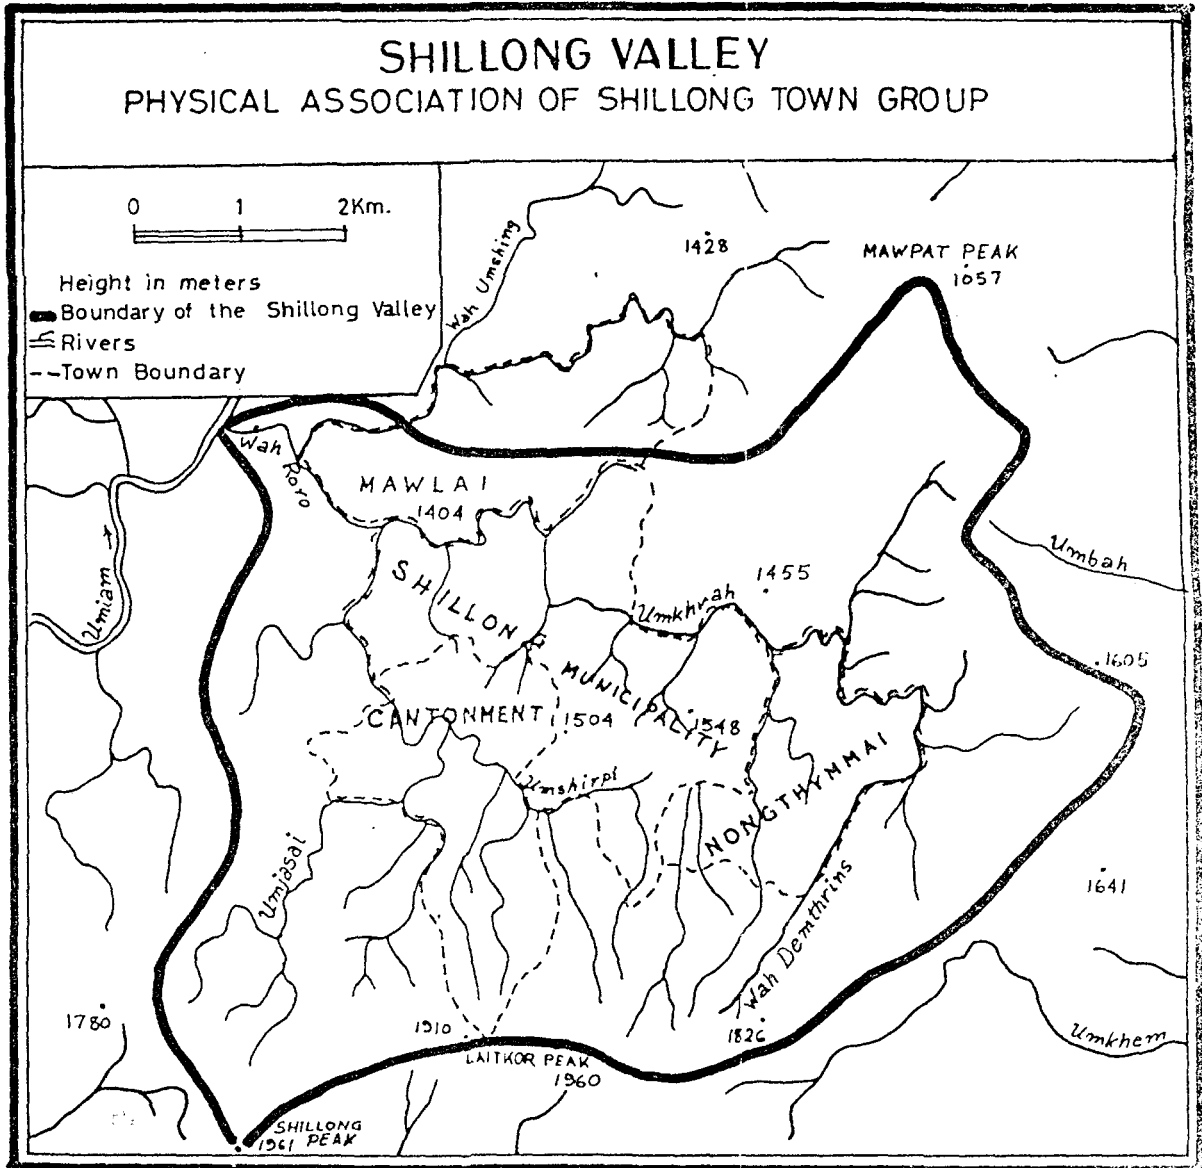 SHILLONG VALLEY
PHYSICAL ASSOCIATION OF SHILLONG TOWN GROUP
0 1 2Km.
Height in meters
Boundary of the Shillong Valley
Rivers
Town Boundary
Wah Umshing
1428
MAWPAT PEAK
1057
Wah Roro
MAWLAI
1404
Umiam
SHILLONG MUNICIPALITY
Umkhrah
1455
Umbah
1605
CANTONMENT
1504
1548
Umshirpi
NONGTHYMMAI
Umjasai
Wah Demthrins
1641
1780
1910
LAITKOR PEAK
1960
1826
Umkhem
SHILLONG
PEAK
1961